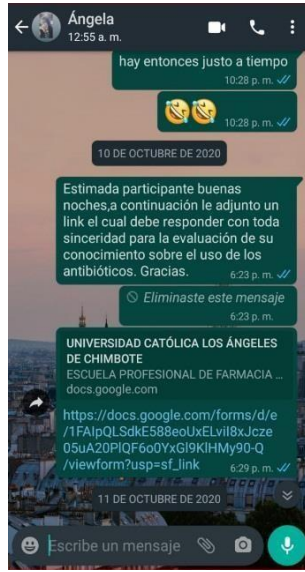 Ángela
12:55 a. m.
hay entonces justo a tiempo
10:28 p. m.
10:28 p. m.
10 DE OCTUBRE DE 2020
Estimada participante buenas
noches,a continuación le adjunto un
link el cual debe responder con toda
sinceridad para la evaluación de su
conocimiento sobre el uso de los
antibióticos. Gracias.
6:23 p. m.
Eliminaste este mensaje
6:23 p. m.
UNIVERSIDAD CATÓLICA LOS ÁNGELES
DE CHIMBOTE
ESCUELA PROFESIONAL DE FARMACIA ...
docs.google.com
https://docs.google.com/forms/d/e
/1FAIpQLSdkE588eoUxELviI8xJcze
05uA20PlQF6o0YxGl9KlHMy90-Q
/viewform?usp=sf_link
6:29 p. m.
11 DE OCTUBRE DE 2020
Escribe un mensaje